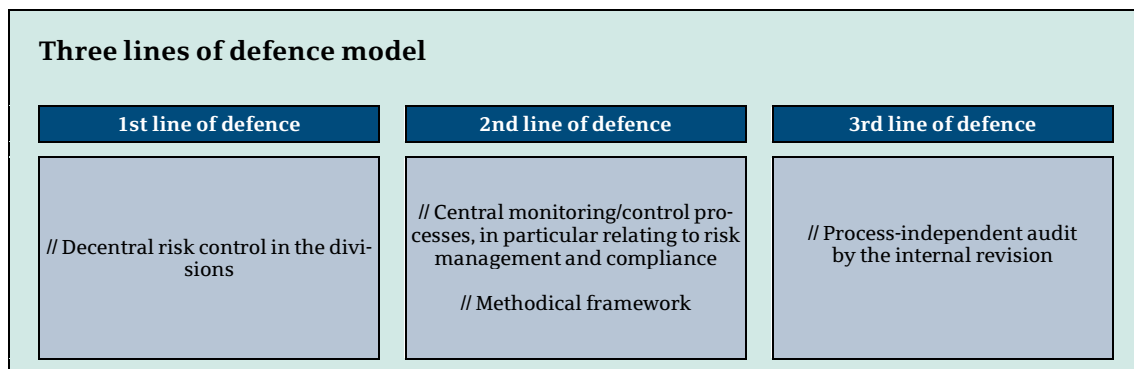 Three lines of defence model
1st line of defence
2nd line of defence
3rd line of defence
// Decentral risk control in the divi-
sions
// Central monitoring/control pro-
cesses, in particular relating to risk
management and compliance
// Methodical framework
// Process-independent audit
by the internal revision